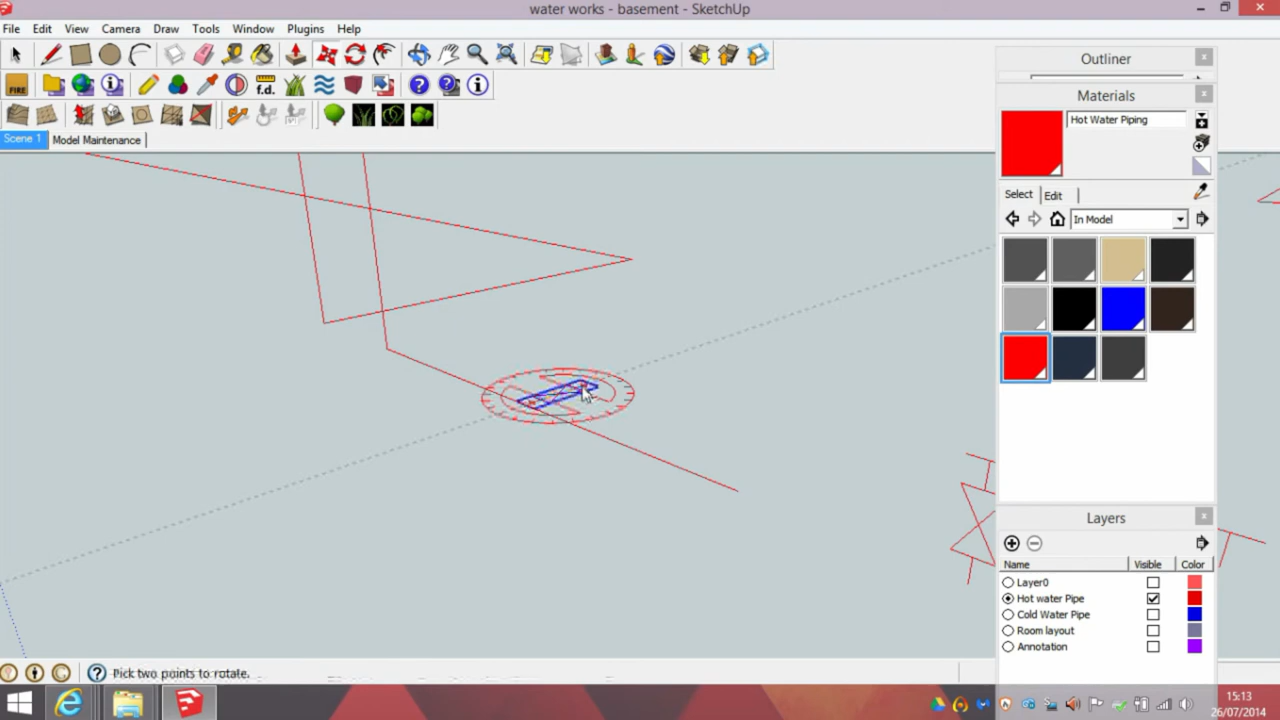 water works - basement - SketchUp
File Edit View Camera Draw Tools Window Plugins Help
FIRE
f.d.
Scene 1 Model Maintenance
Outliner
Materials
Hot Water Piping
Select Edit
In Model
Layers
Name Visible Color
Layer0
Hot water Pipe
Cold Water Pipe
Room layout
Annotation
Pick two points to rotate.
15:13
26/07/2014